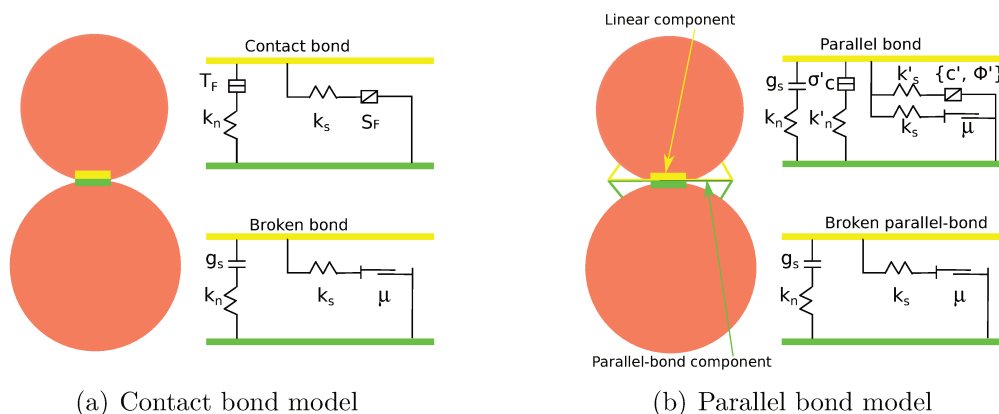 Contact bond
T_F
k_n
k_s
S_F
Broken bond
g_s
k_n
k_s
μ
(a) Contact bond model
Linear component
Parallel bond
g_s σ'c k'_s {c', Φ'}
k_n k'_n k_s μ
Broken parallel-bond
g_s
k_n
k_s
μ
Parallel-bond component
(b) Parallel bond model